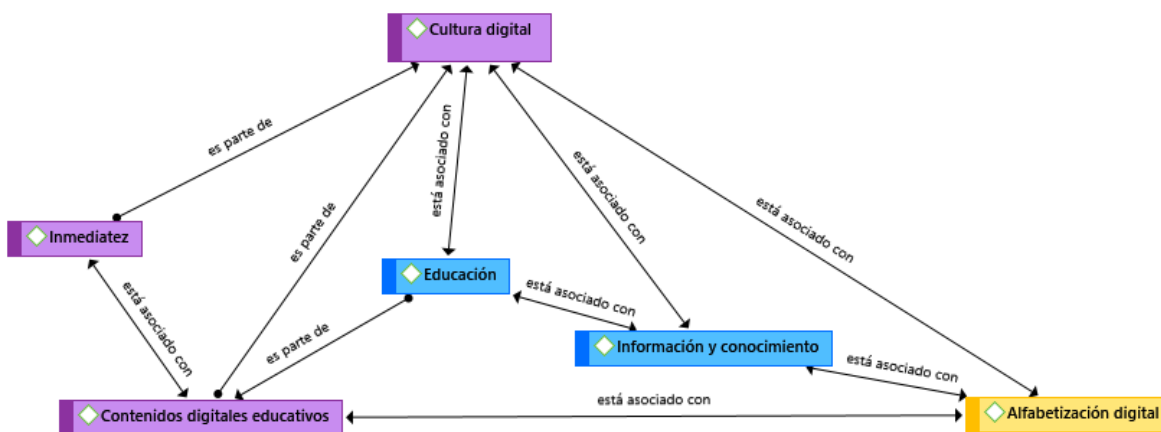 Cultura digital
es parte de
es parte de
está asociado con
está asociado con
está asociado con
Inmediatez
Educación
está asociado con
está asociado con
es parte de
Información y conocimiento
está asociado con
Contenidos digitales educativos
está asociado con
Alfabetización digital